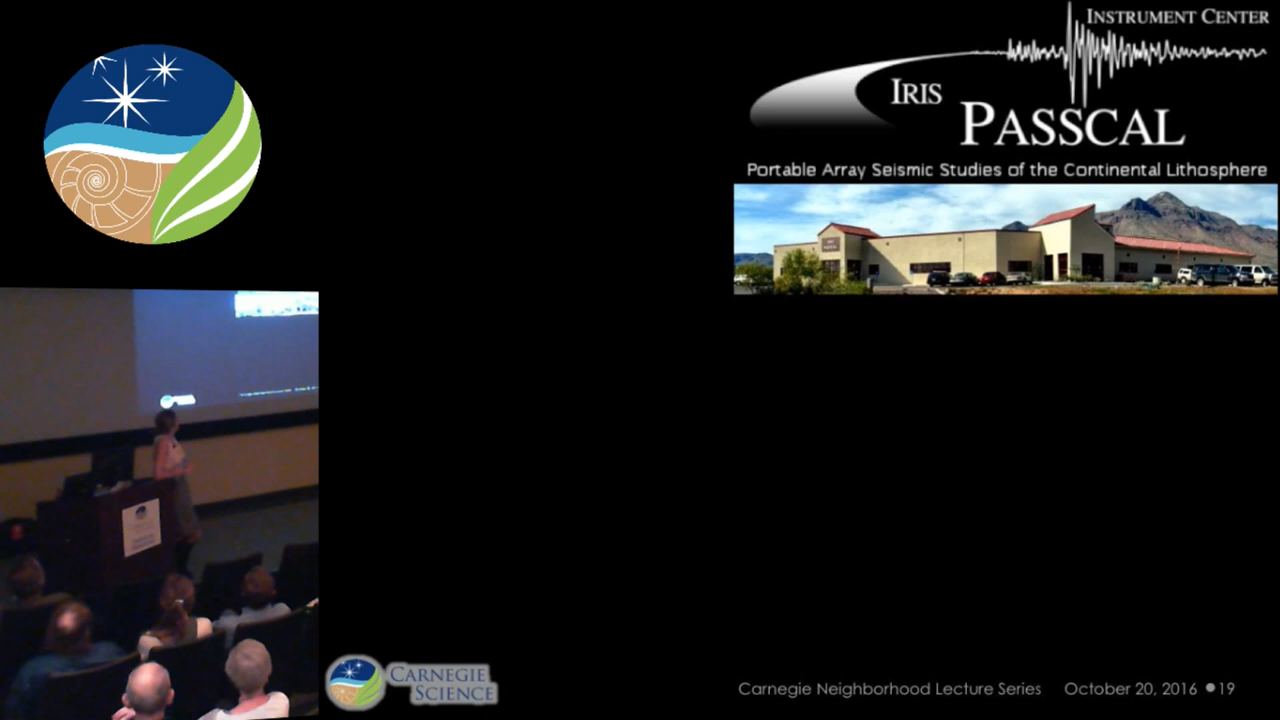 INSTRUMENT CENTER
IRIS
PASSCAL
Portable Array Seismic Studies of the Continental Lithosphere
CARNEGIE
SCIENCE
Carnegie Neighborhood Lecture Series October 20, 2016 • 19